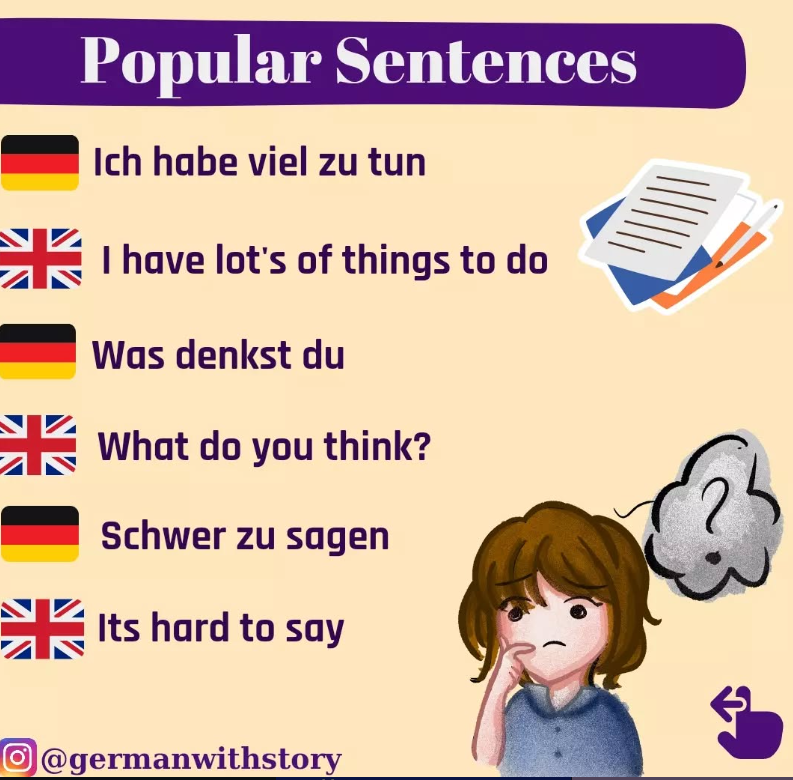 Popular Sentences
Ich habe viel zu tun
I have lot's of things to do
Was denkst du
What do you think?
Schwer zu sagen
Its hard to say
?
@germanwithstory